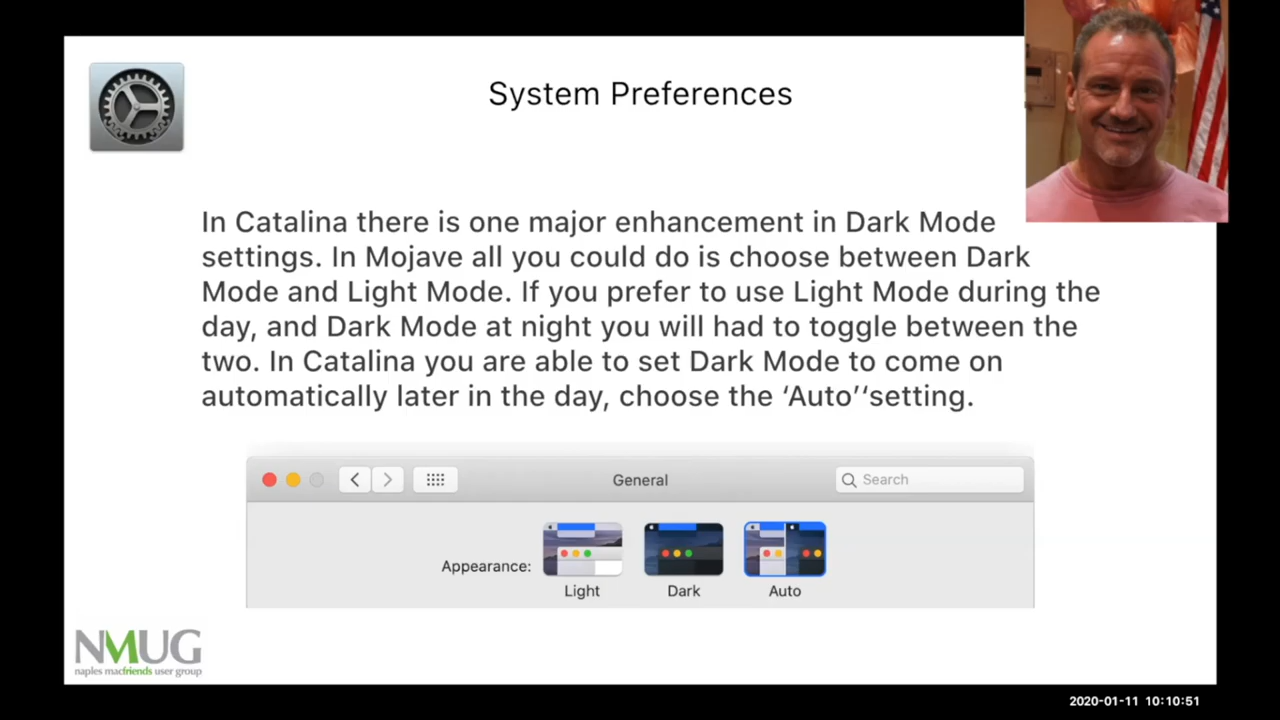 System Preferences
In Catalina there is one major enhancement in Dark Mode
settings. In Mojave all you could do is choose between Dark
Mode and Light Mode. If you prefer to use Light Mode during the
day, and Dark Mode at night you will had to toggle between the
two. In Catalina you are able to set Dark Mode to come on
automatically later in the day, choose the ‘Auto’‘setting.
General
Search
Appearance:
Light
Dark
Auto
NMUG
naples macfriends user group
2020-01-11 10:10:51